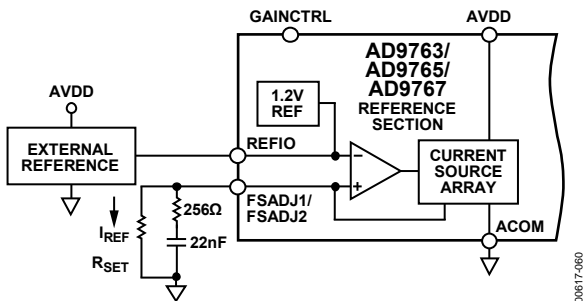 GAINCTRL
AVDD
AD9763/
AD9765/
AD9767
REFERENCE
SECTION
1.2V
REF
AVDD
EXTERNAL
REFERENCE
REFIO
–
+
CURRENT
SOURCE
ARRAY
FSADJ1/
FSADJ2
256Ω
22nF
IREF
RSET
ACOM
00617-060